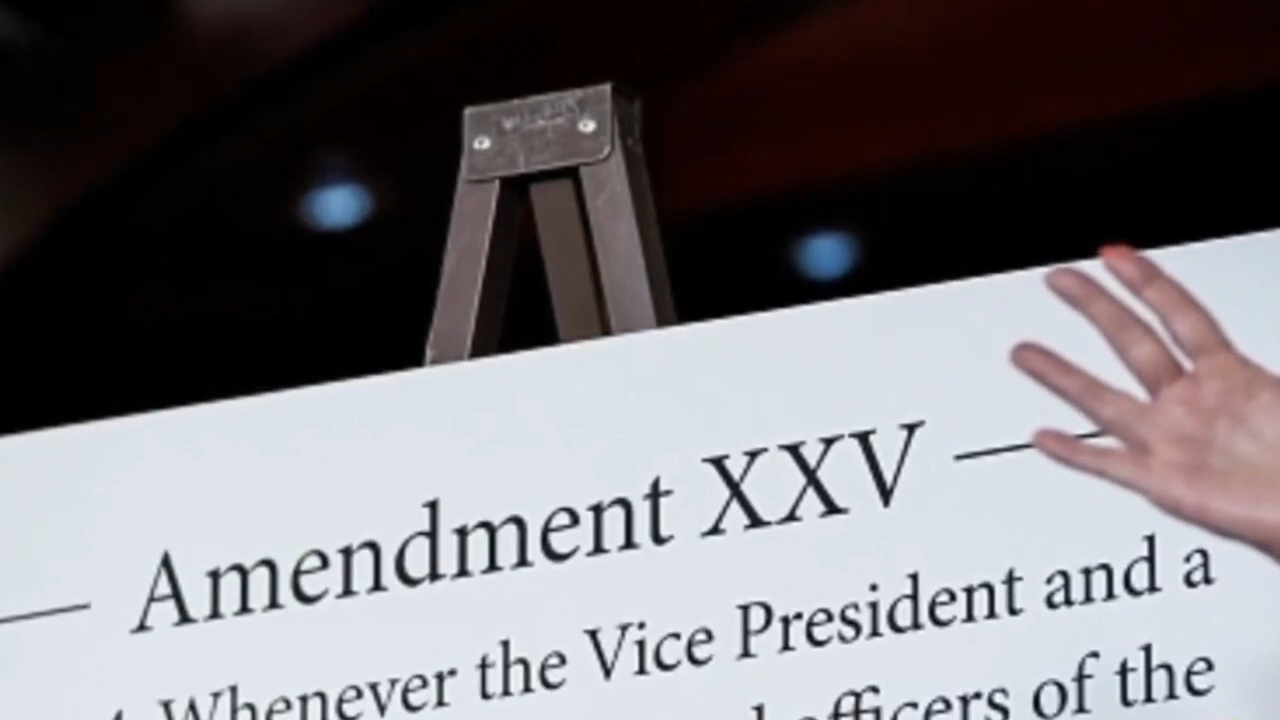 Amendment XXV —
Whenever the Vice President and a
officers of the